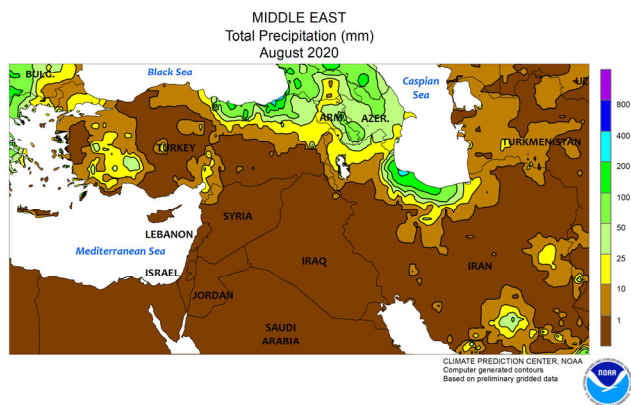 MIDDLE EAST
Total Precipitation (mm)
August 2020
BULG.
Black Sea
Caspian
Sea
ARM.
AZER.
TURKEY
TURKMENISTAN
SYRIA
LEBANON
Mediterranean Sea
ISRAEL
IRAQ
IRAN
JORDAN
SAUDI
ARABIA
800
400
200
100
50
25
10
1
CLIMATE PREDICTION CENTER, NOAA
Computer generated contours
Based on preliminary gridded data
NOAA